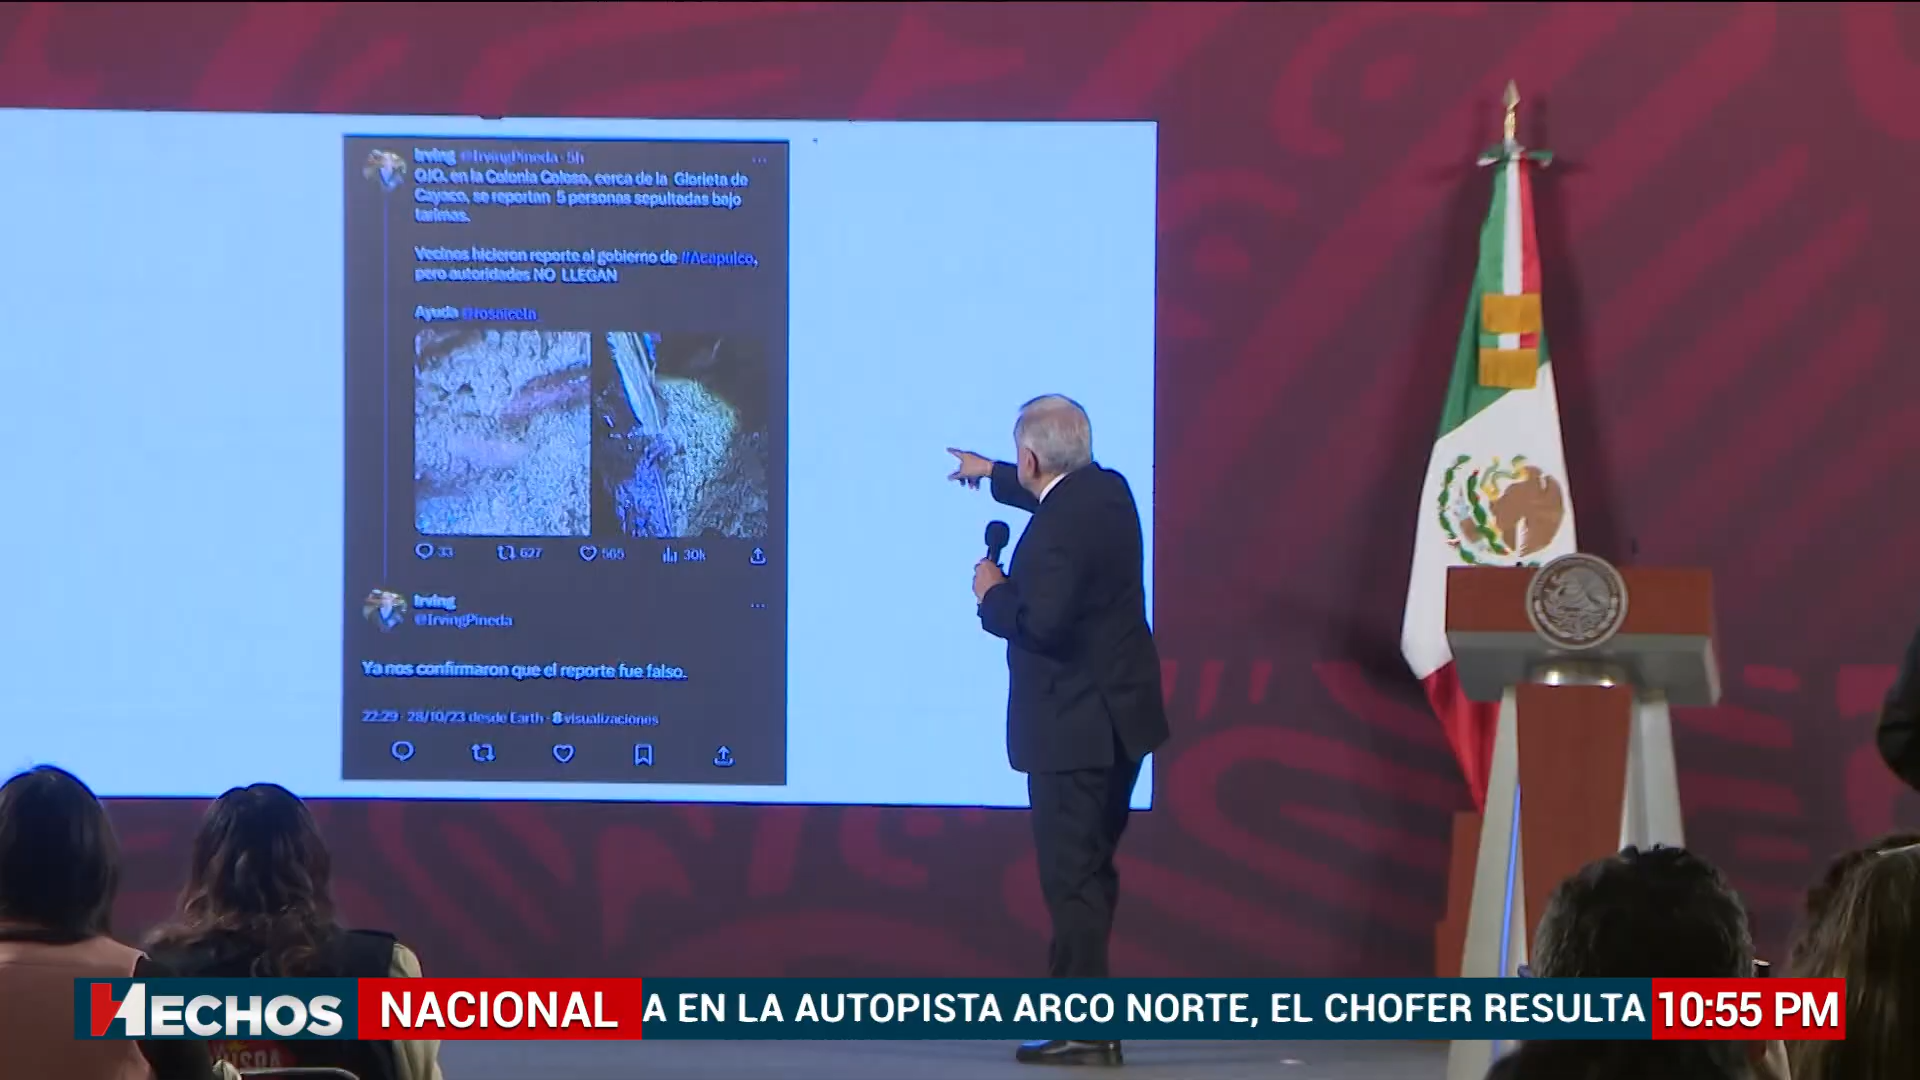 Irving @IrvingPineda · 5h
OJO, en la Colonia Coloso, cerca de la Glorieta de
Cayaco, se reportan 5 personas sepultadas bajo
tarimas.
Vecinos hicieron reporte al gobierno de #Acapulco,
pero autoridades NO LLEGAN
Ayuda @rosaicela_
33 627 565 30k
Irving
@IrvingPineda
Ya nos confirmaron que el reporte fue falso.
22:29 · 28/10/23 desde Earth · 8 visualizaciones
HECHOS NACIONAL A EN LA AUTOPISTA ARCO NORTE, EL CHOFER RESULTA 10:55 PM